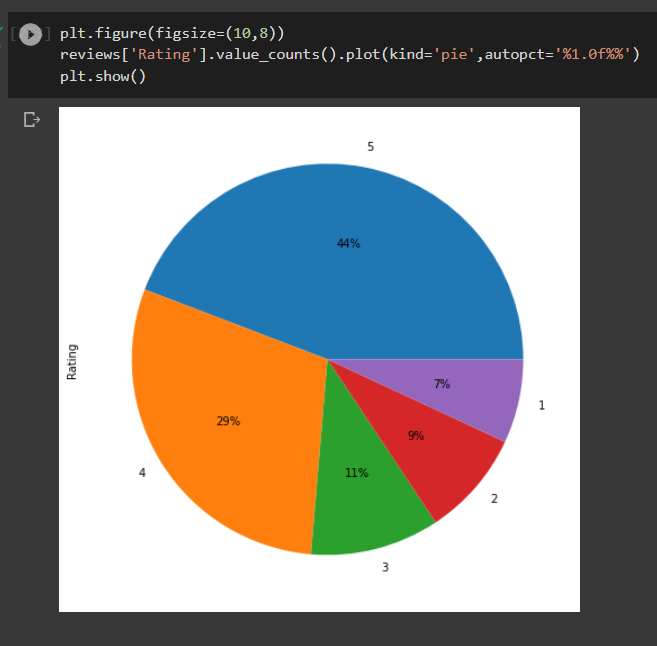 [ ] plt.figure(figsize=(10,8))
reviews['Rating'].value_counts().plot(kind='pie',autopct='%1.0f%%')
plt.show()
5
44%
Rating
7%
1
29%
9%
4
11%
2
3